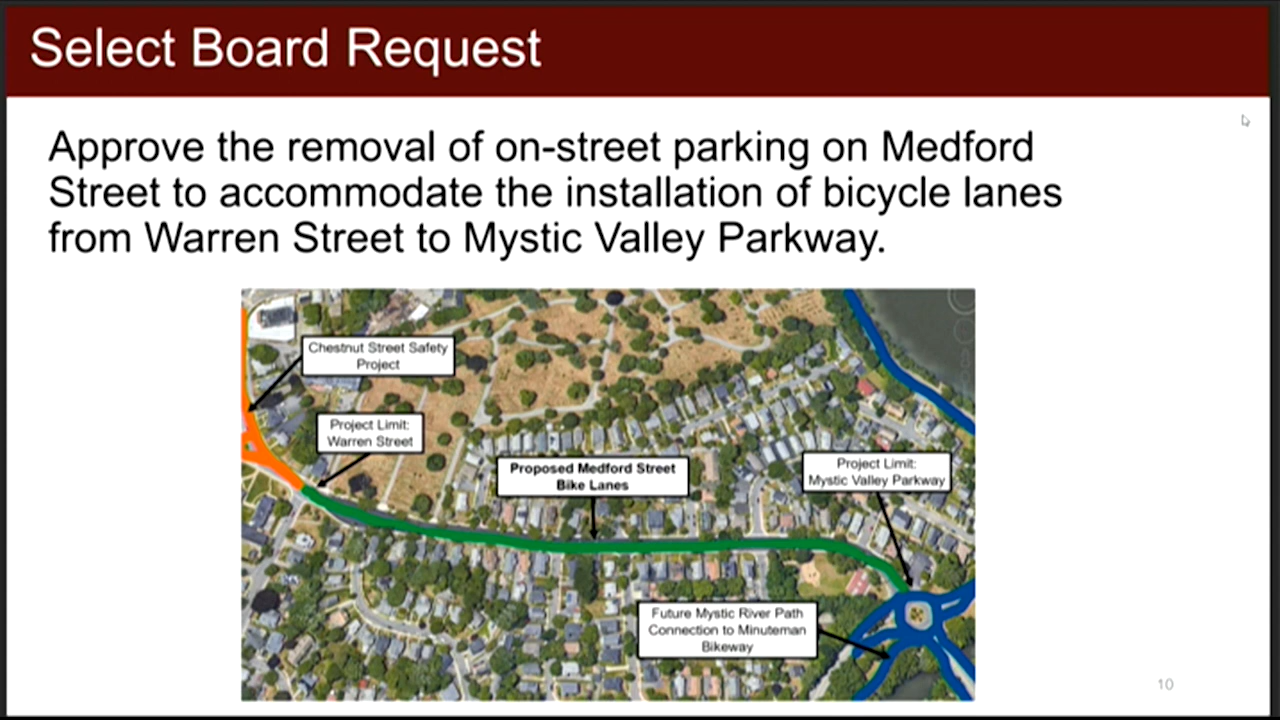 Select Board Request
Approve the removal of on-street parking on Medford
Street to accommodate the installation of bicycle lanes
from Warren Street to Mystic Valley Parkway.
Chestnut Street Safety
Project
Project Limit:
Warren Street
Proposed Medford Street
Bike Lanes
Project Limit:
Mystic Valley Parkway
Future Mystic River Path
Connection to Minuteman
Bikeway
10